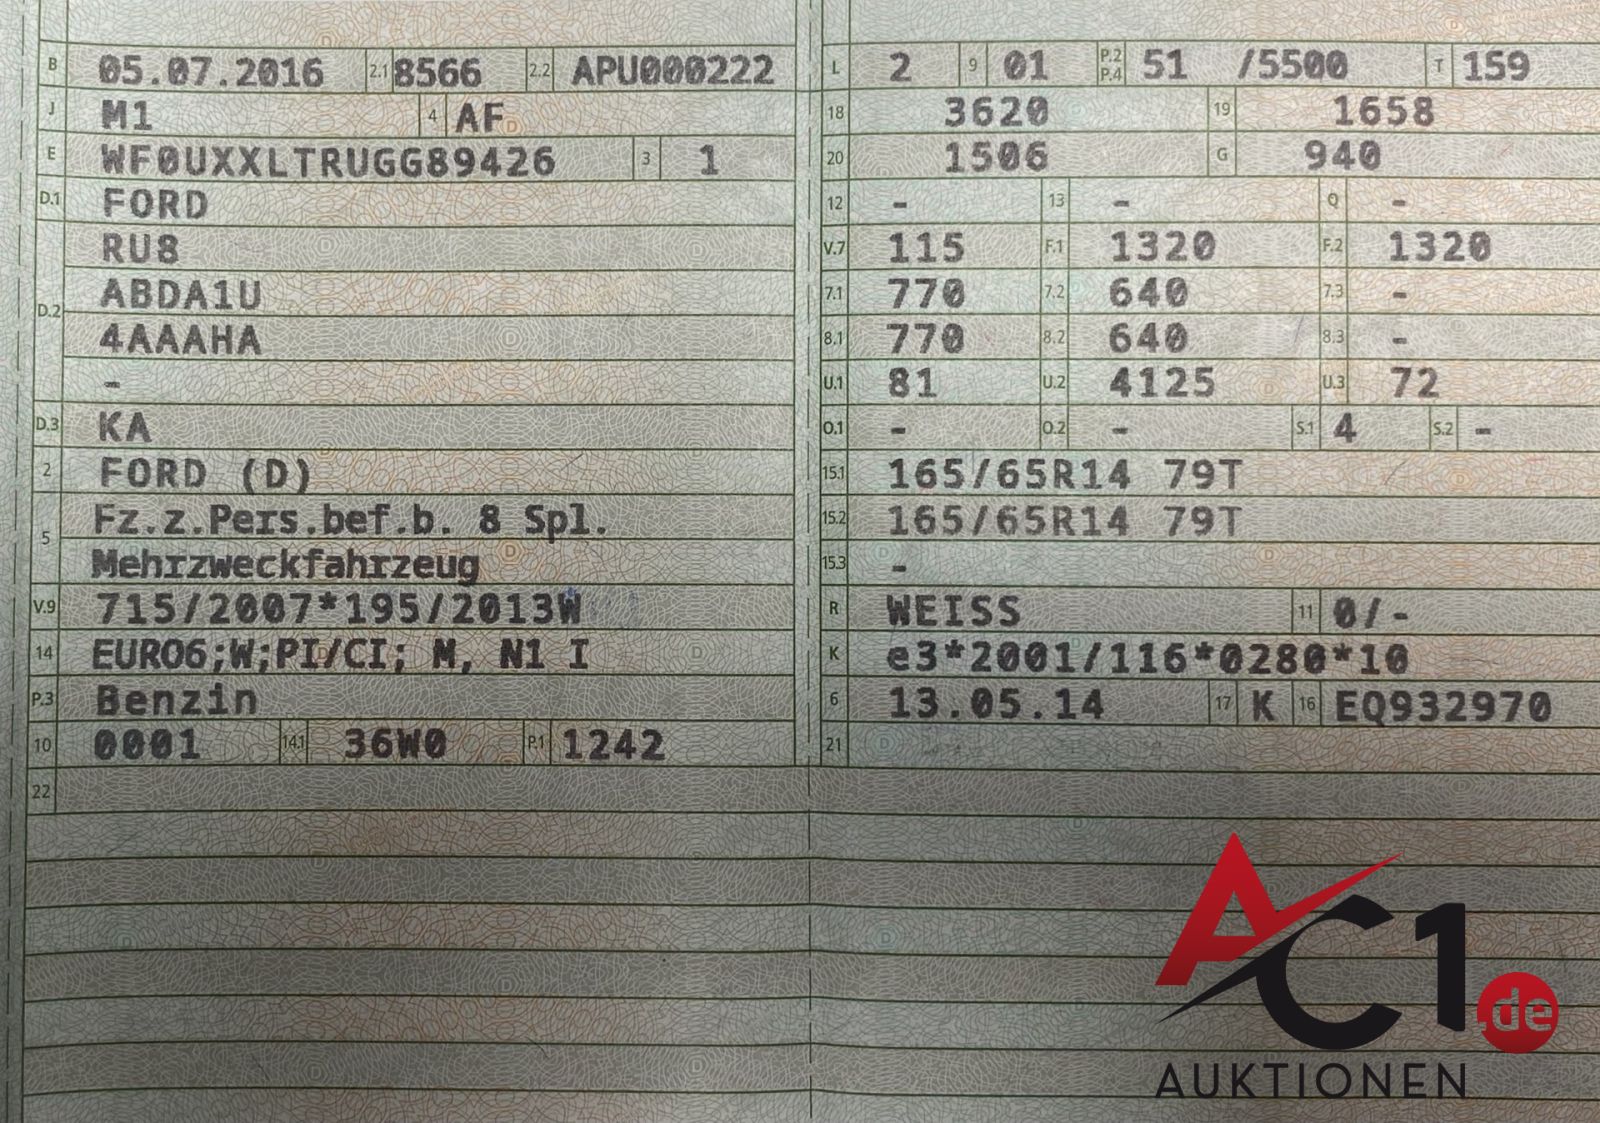 B 05.07.2016 2.1 8566 2.2 APU000222
J M1 4 AF
E WF0UXXLTRUGG89426 3 1
D.1 FORD
RU8
D.2 ABDA1U
4AAAHA
-
D.3 KA
2 FORD (D)
5 Fz.z.Pers.bef.b. 8 Spl.
Mehrzweckfahrzeug
V.9 715/2007*195/2013W
14 EURO6;W;PI/CI; M, N1 I
P.3 Benzin
10 0001 14.1 36W0 P.1 1242
22
L 2 9 01 P.2 P.4 51 /5500 T 159
18 3620 19 1658
20 1506 G 940
12 - 13 - Q -
V.7 115 F.1 1320 F.2 1320
7.1 770 7.2 640 7.3 -
8.1 770 8.2 640 8.3 -
U.1 81 U.2 4125 U.3 72
O.1 - O.2 - S.1 4 S.2 -
15.1 165/65R14 79T
15.2 165/65R14 79T
15.3 -
R WEISS 11 0/-
K e3*2001/116*0280*10
6 13.05.14 17 K 16 EQ932970
21
AC1.de
AUKTIONEN